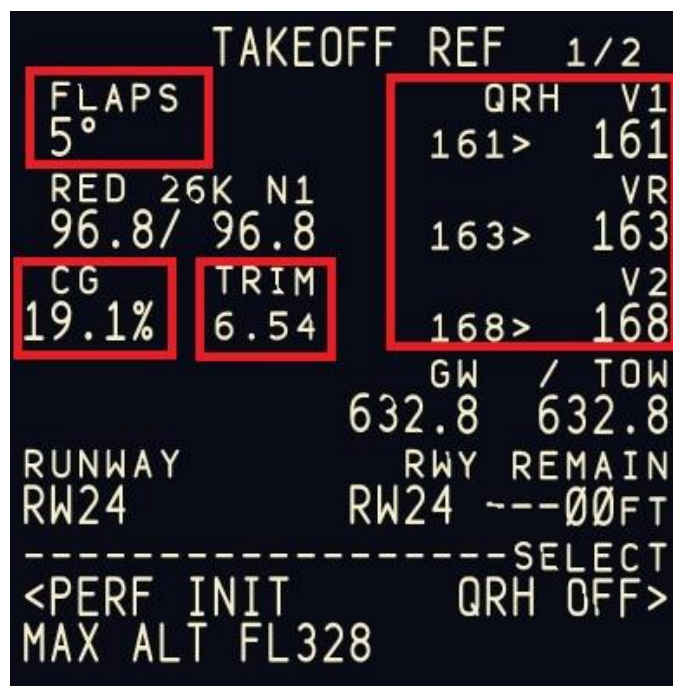 TAKEOFF REF 1/2
FLAPS QRH V1
5° 161> 161
RED 26K N1 VR
96.8/ 96.8 163> 163
CG TRIM V2
19.1% 6.54 168> 168
GW / TOW
632.8 632.8
RUNWAY RWY REMAIN
RW24 RW24 ---00FT
------------------SELECT
<PERF INIT QRH OFF>
MAX ALT FL328